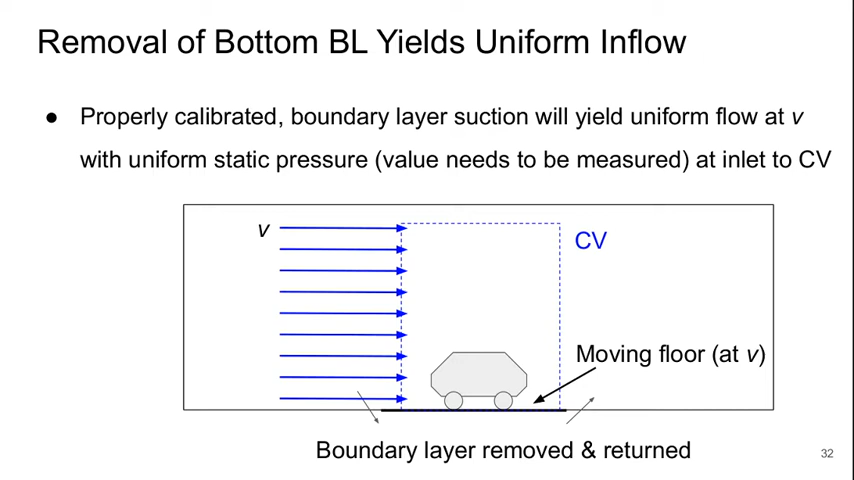 Removal of Bottom BL Yields Uniform Inflow
● Properly calibrated, boundary layer suction will yield uniform flow at v
with uniform static pressure (value needs to be measured) at inlet to CV
v
CV
Moving floor (at v)
Boundary layer removed & returned
32